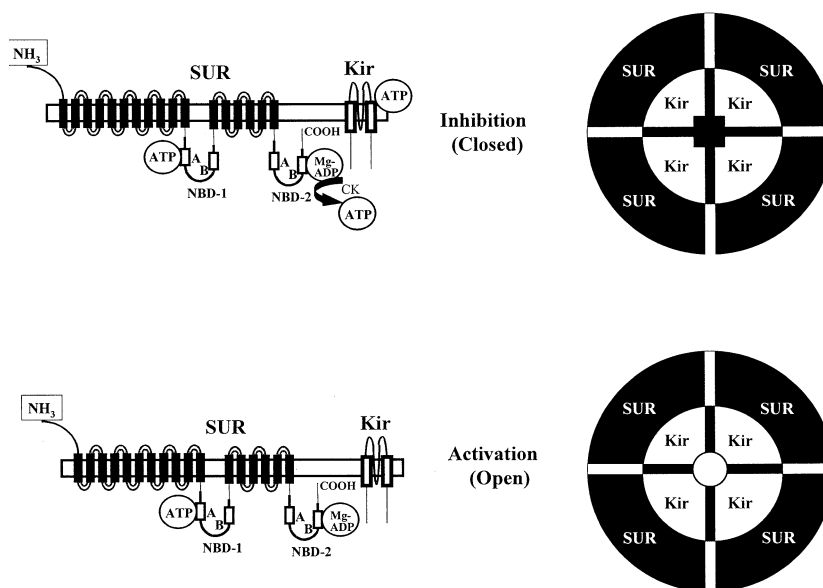 NH3
SUR
Kir
ATP
COOH
ATP
A
B
NBD-1
A
B
Mg-
ADP
NBD-2
CK
ATP
Inhibition
(Closed)
SUR
SUR
Kir
Kir
Kir
Kir
SUR
SUR
NH3
SUR
Kir
COOH
ATP
A
B
NBD-1
A
B
Mg-
ADP
NBD-2
Activation
(Open)
SUR
SUR
Kir
Kir
Kir
Kir
SUR
SUR